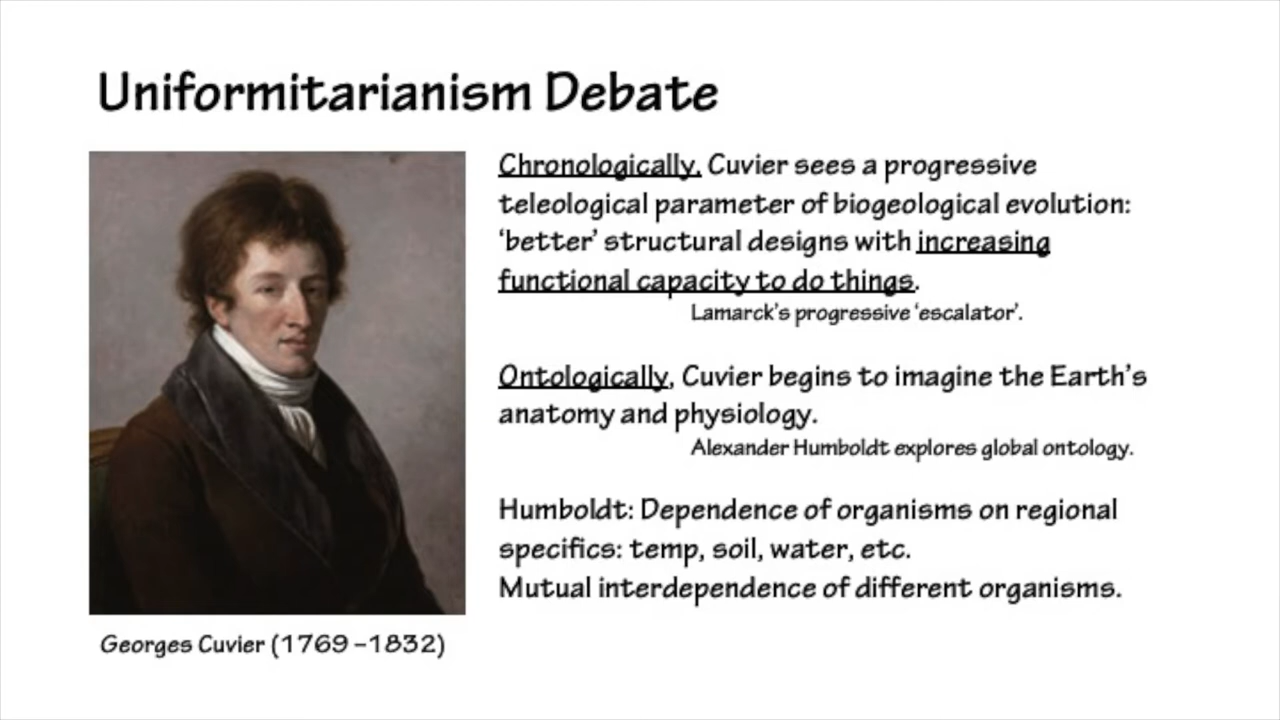 Uniformitarianism Debate
Chronologically, Cuvier sees a progressive
teleological parameter of biogeological evolution:
‘better’ structural designs with increasing
functional capacity to do things.
Lamarck’s progressive ‘escalator’.
Ontologically, Cuvier begins to imagine the Earth’s
anatomy and physiology.
Alexander Humboldt explores global ontology.
Humboldt: Dependence of organisms on regional
specifics: temp, soil, water, etc.
Mutual interdependence of different organisms.
Georges Cuvier (1769 –1832)